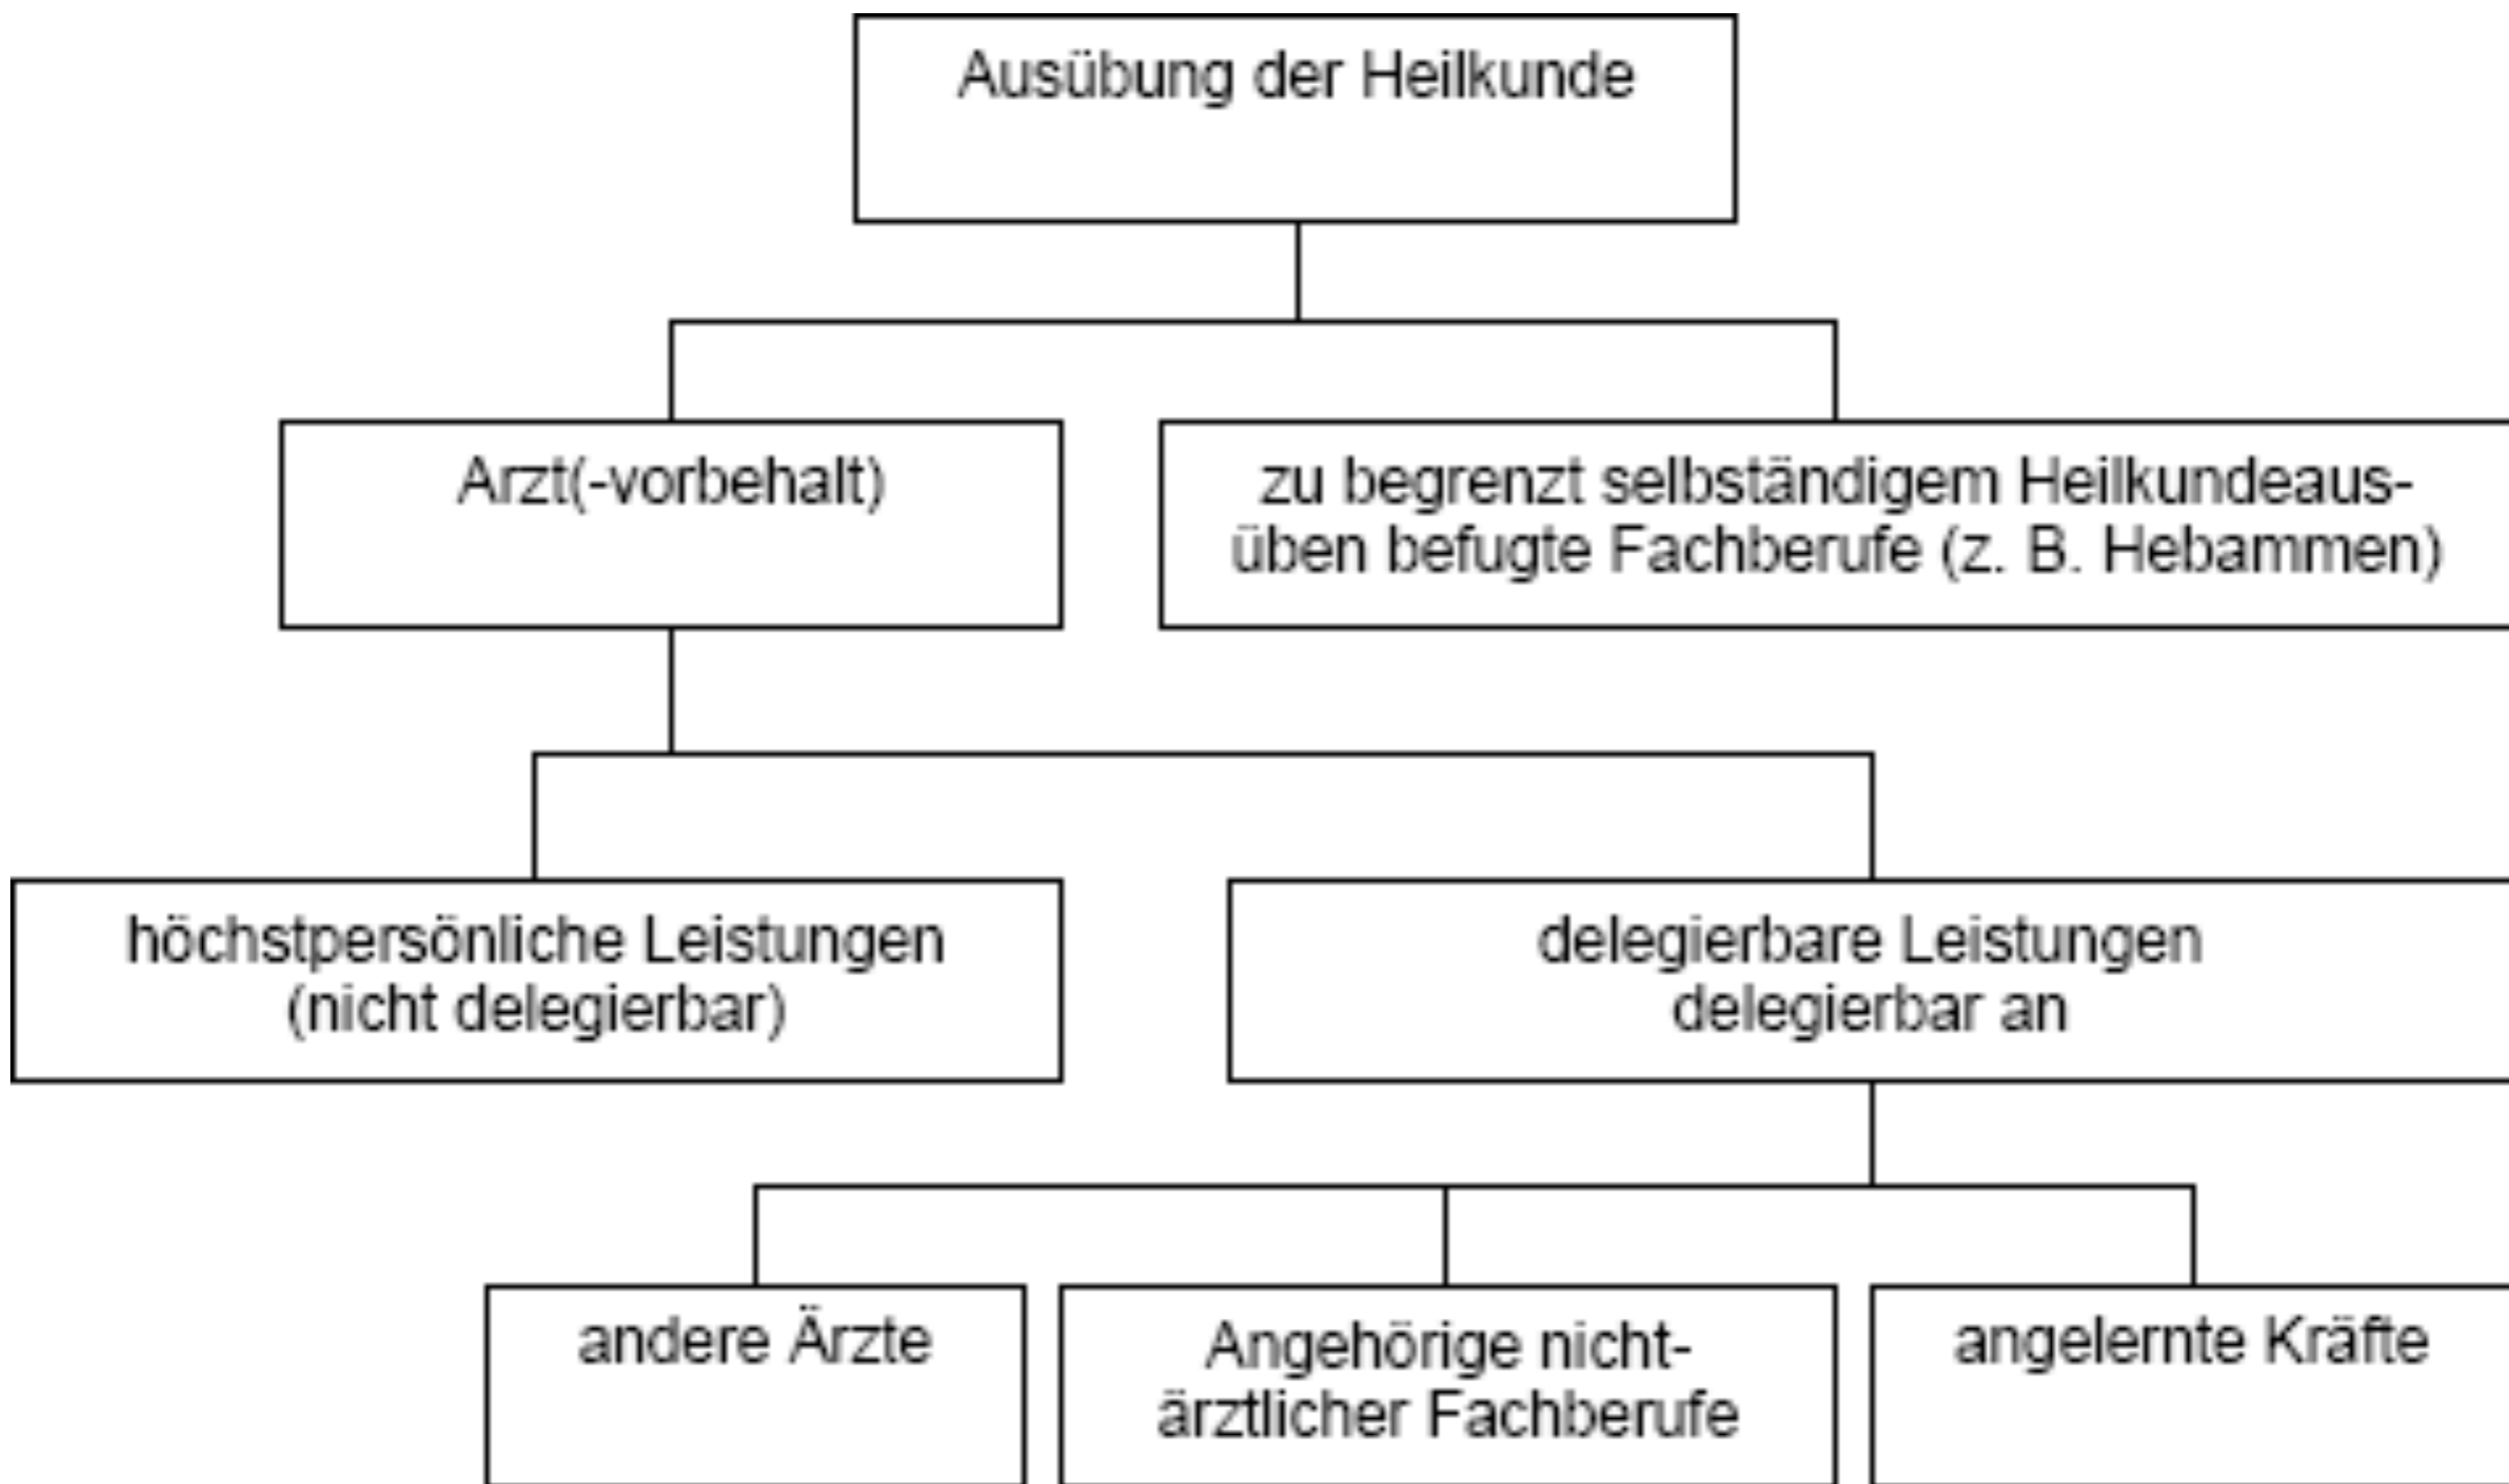 Ausübung der Heilkunde
Arzt(-vorbehalt)
zu begrenzt selbständigem Heilkundeaus-
üben befugte Fachberufe (z. B. Hebammen)
höchstpersönliche Leistungen
(nicht delegierbar)
delegierbare Leistungen
delegierbar an
andere Ärzte
Angehörige nicht-
ärztlicher Fachberufe
angelernte Kräfte